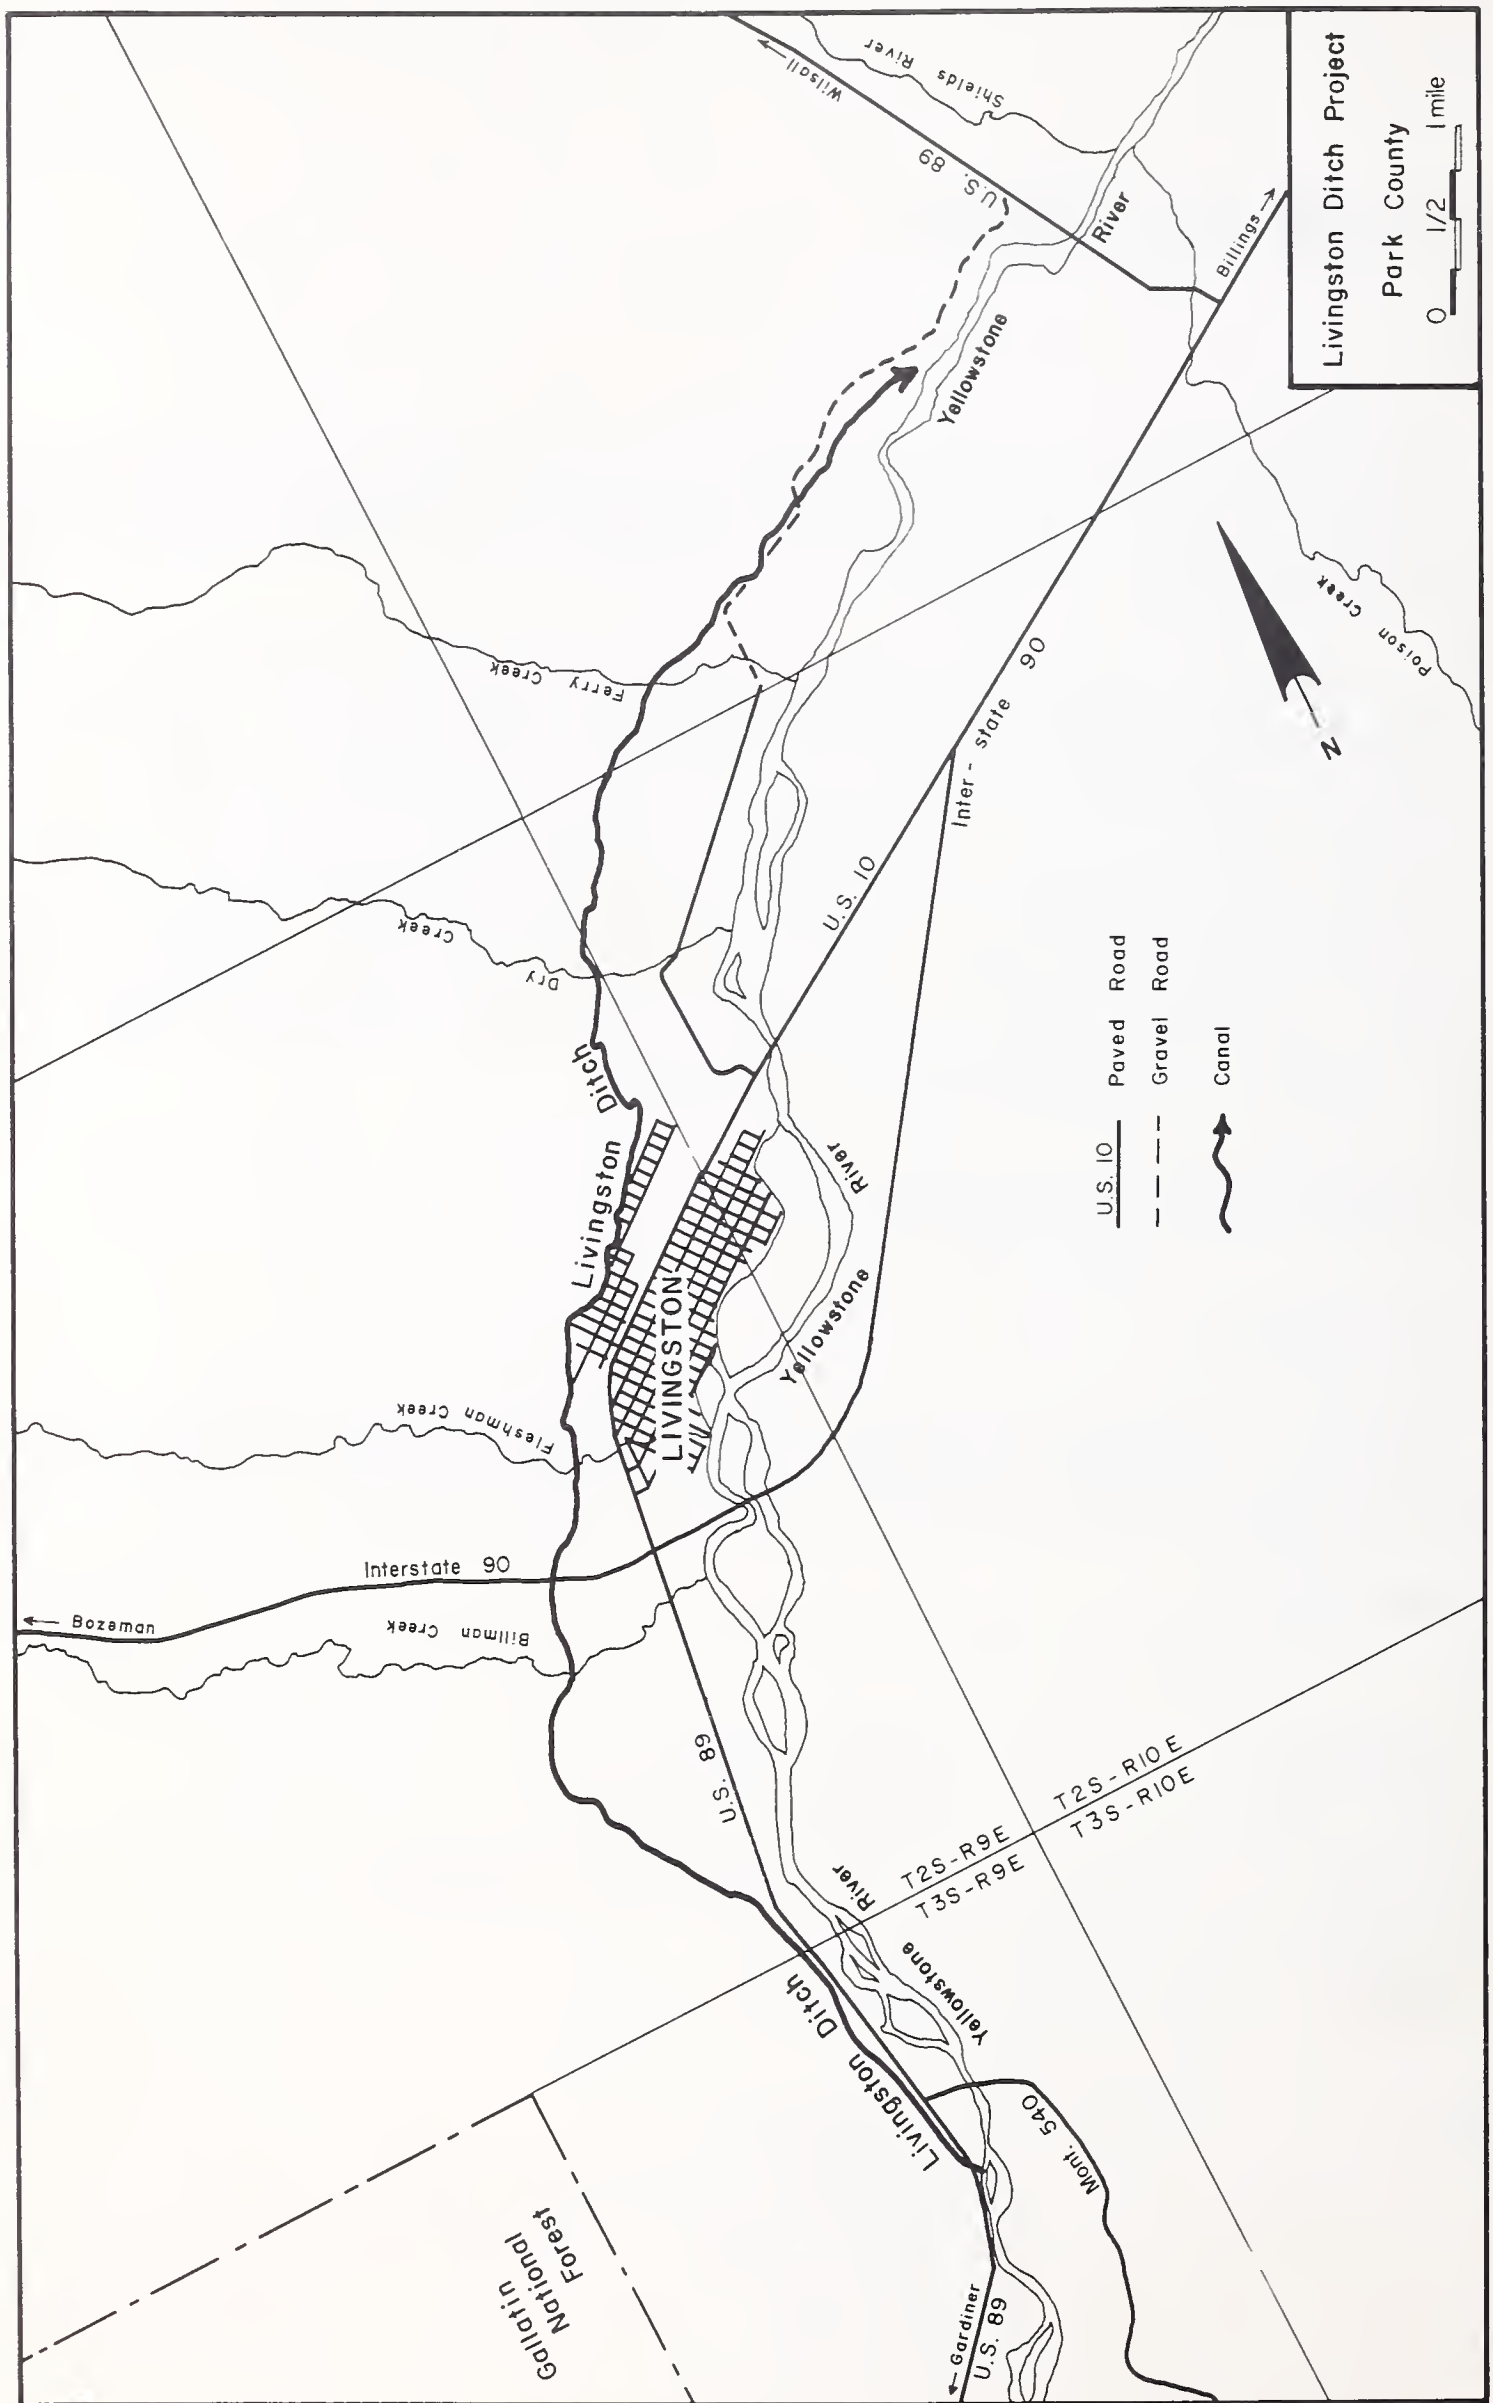 Livingston Ditch Project
Park County
0 1/2 1 mile
Wilsall
Shields River
U.S. 89
River
Billings
Yellowstone
Ferry Creek
Poison Creek
N
Inter-state 90
Dry Creek
U.S. 10
Livingston Ditch
LIVINGSTON
River
Yellowstone
U.S. 10 Paved Road
Gravel Road
Canal
Fleshman Creek
Interstate 90
Bozeman
Billman Creek
U.S. 89
T2S-R10E
T3S-R10E
T2S-R9E
T3S-R9E
River
Yellowstone
Livingston Ditch
Mont. 540
Gallatin
National
Forest
Gardiner
U.S. 89